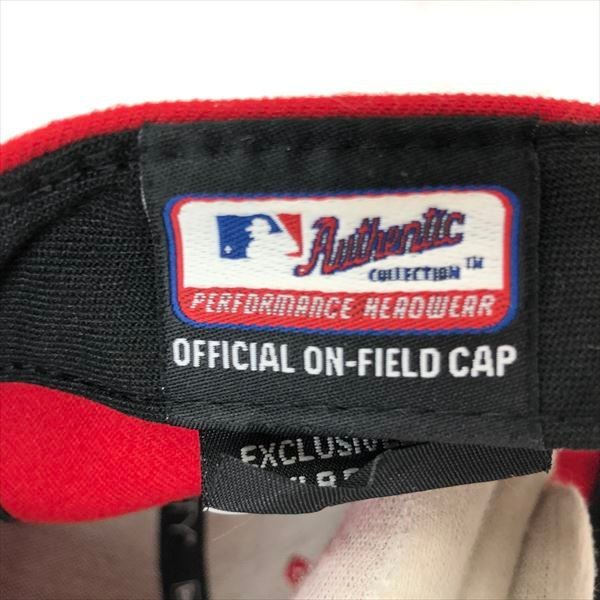 Authentic
COLLECTION™
PERFORMANCE HEADWEAR
OFFICIAL ON-FIELD CAP